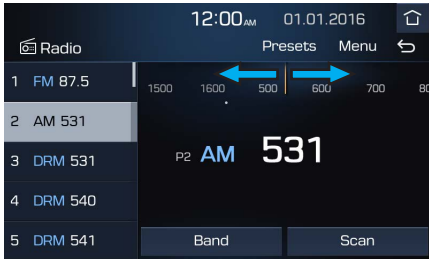 12:00AM 01.01.2016
Radio Presets Menu
1 FM 87.5
2 AM 531
3 DRM 531
4 DRM 540
5 DRM 541
1500 1600 500 600 700 80
P2 AM 531
Band Scan